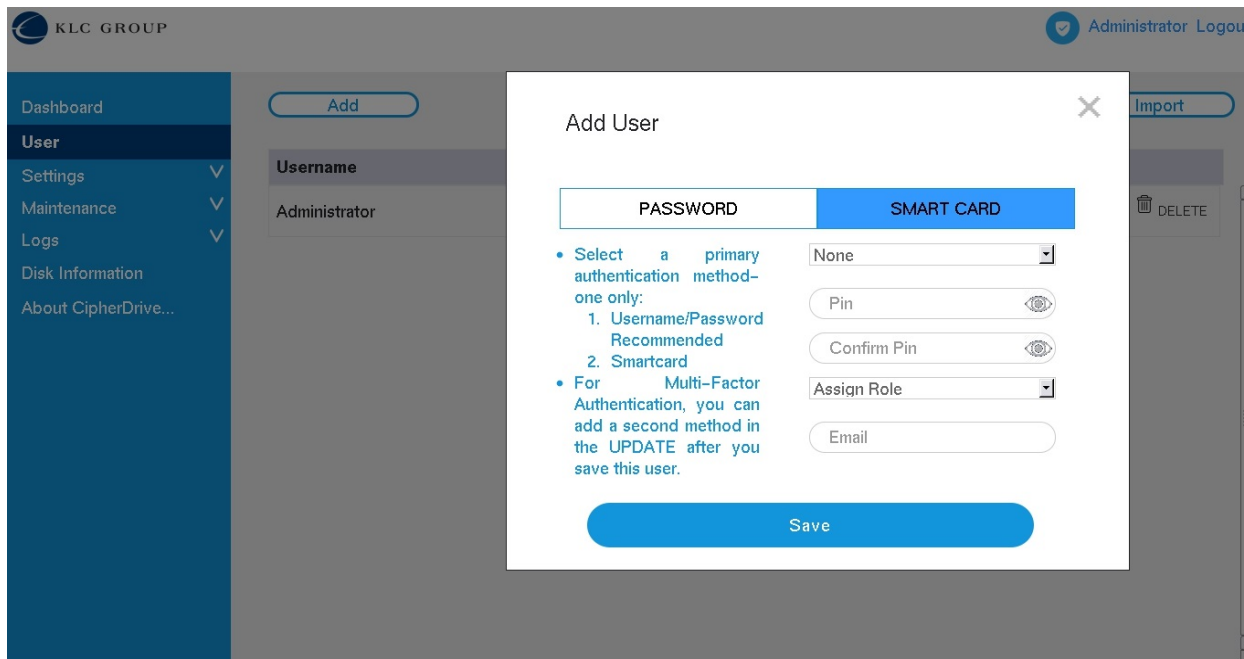 KLC GROUP
Administrator Logou
Dashboard
User
Settings
Maintenance
Logs
Disk Information
About CipherDrive...
Add
Import
Username
Administrator
DELETE
Add User
PASSWORD
SMART CARD
• Select a primary
authentication method-
one only:
1. Username/Password
Recommended
2. Smartcard
• For Multi-Factor
Authentication, you can
add a second method in
the UPDATE after you
save this user.
None
Pin
Confirm Pin
Assign Role
Email
Save